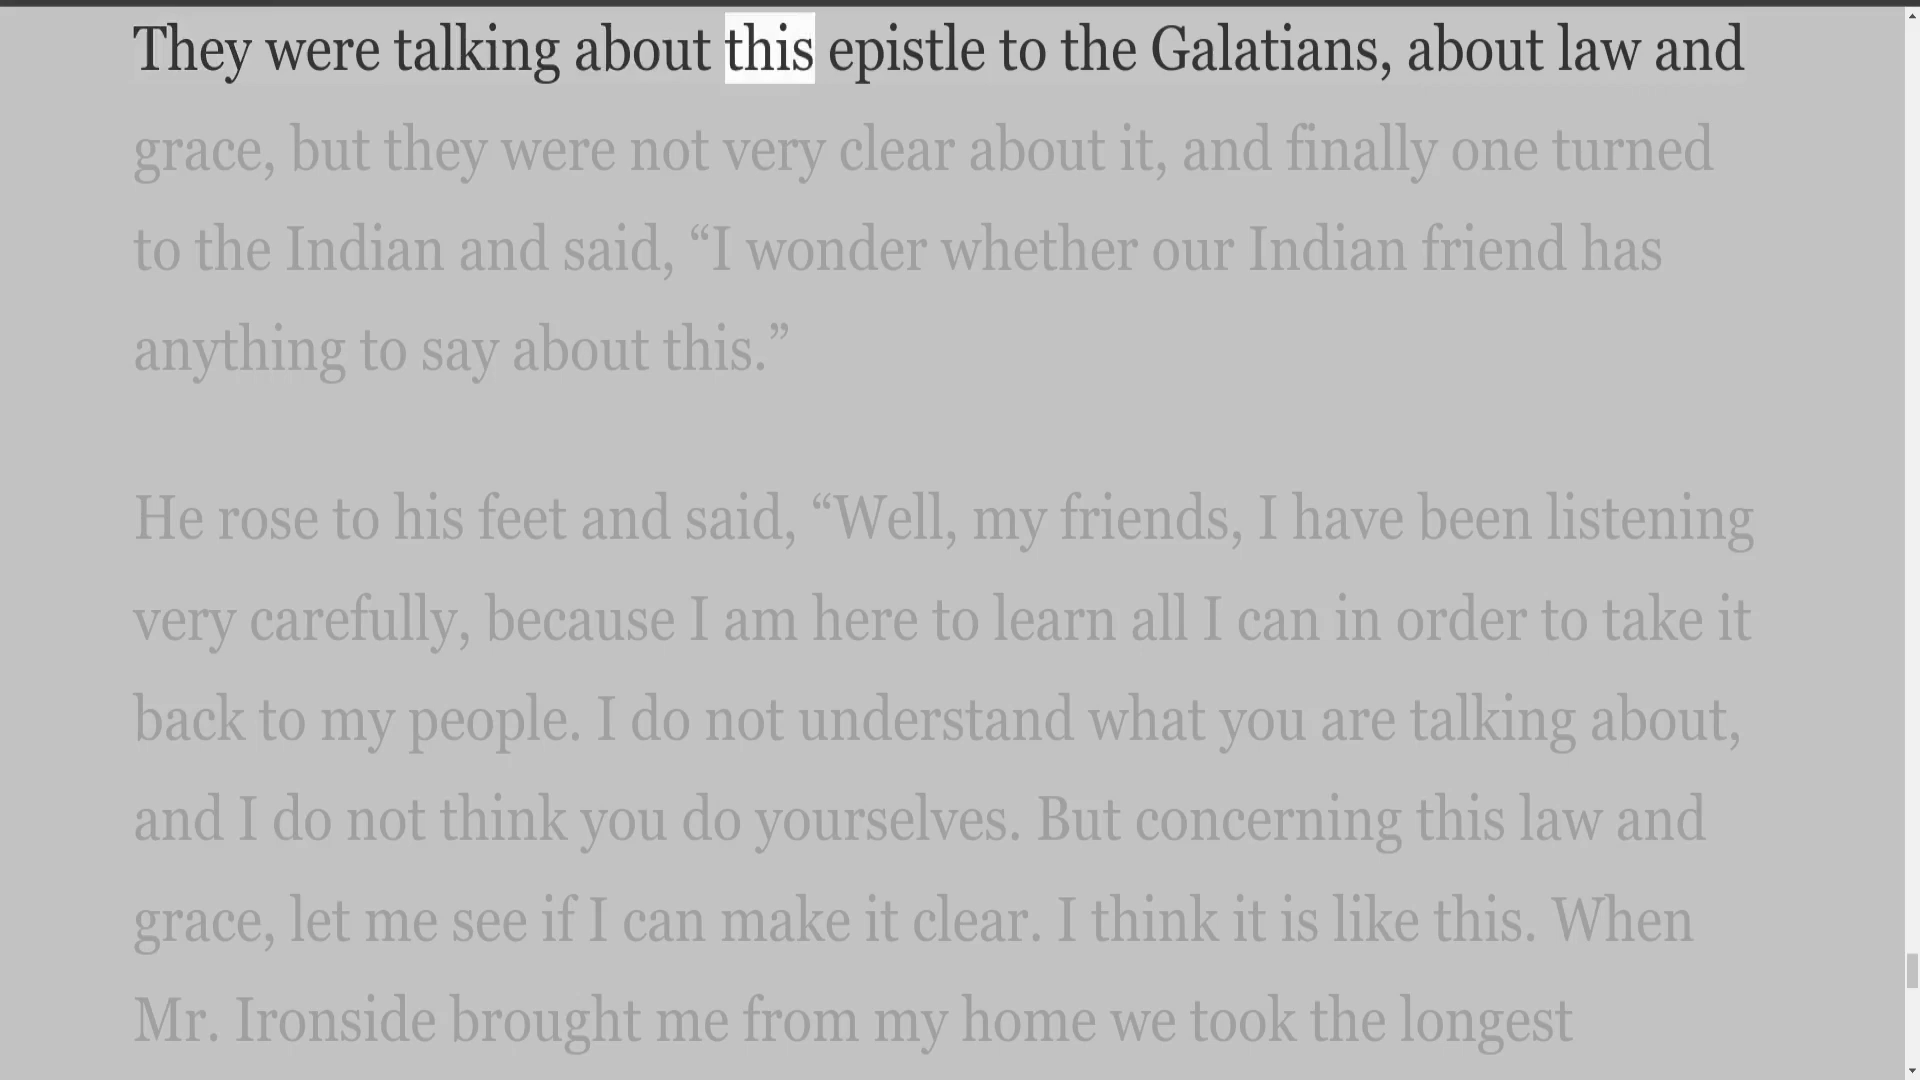 They were talking about this epistle to the Galatians, about law and
grace, but they were not very clear about it, and finally one turned
to the Indian and said, “I wonder whether our Indian friend has
anything to say about this.”
He rose to his feet and said, “Well, my friends, I have been listening
very carefully, because I am here to learn all I can in order to take it
back to my people. I do not understand what you are talking about,
and I do not think you do yourselves. But concerning this law and
grace, let me see if I can make it clear. I think it is like this. When
Mr. Ironside brought me from my home we took the longest